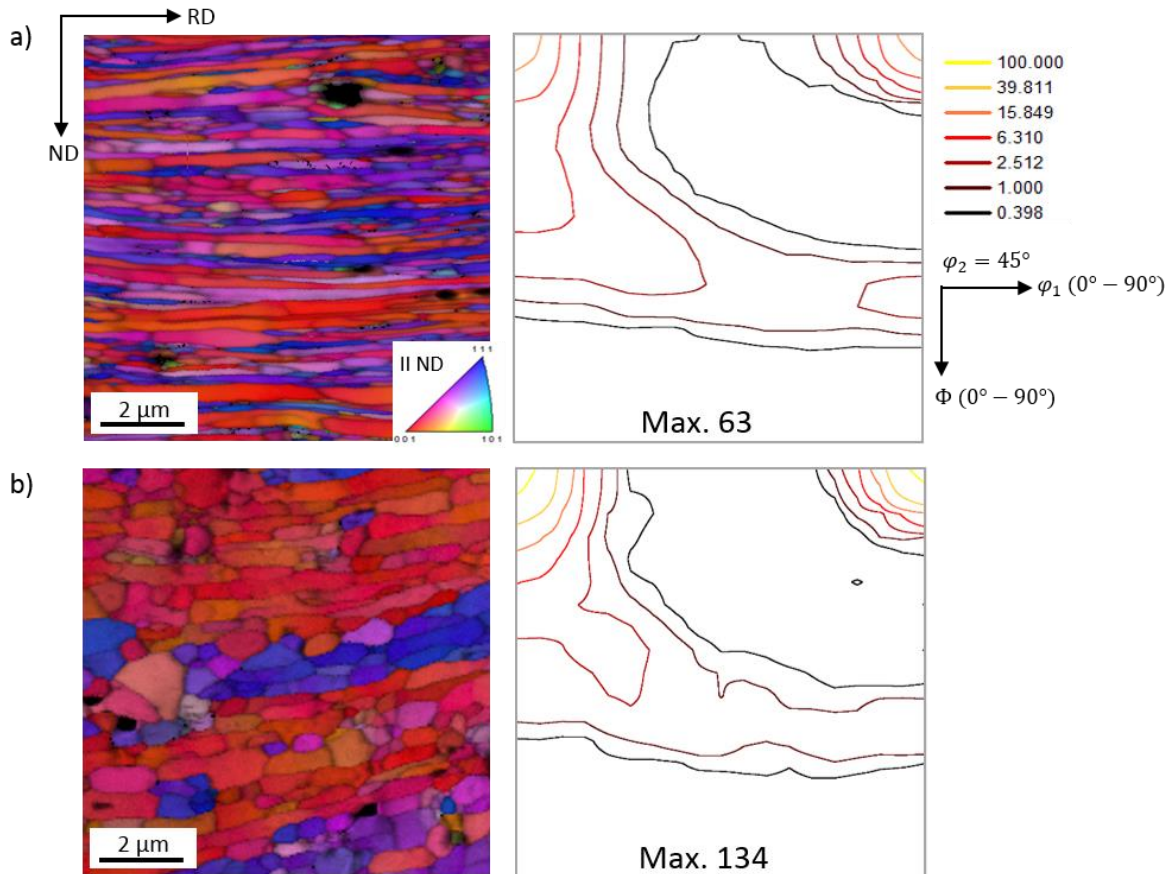 RD
a)
ND
100.000
39.811
15.849
6.310
2.512
1.000
0.398
φ₂ = 45°
φ₁ (0° − 90°)
Φ (0° − 90°)
II ND
111
001
101
2 μm
Max. 63
b)
2 μm
Max. 134